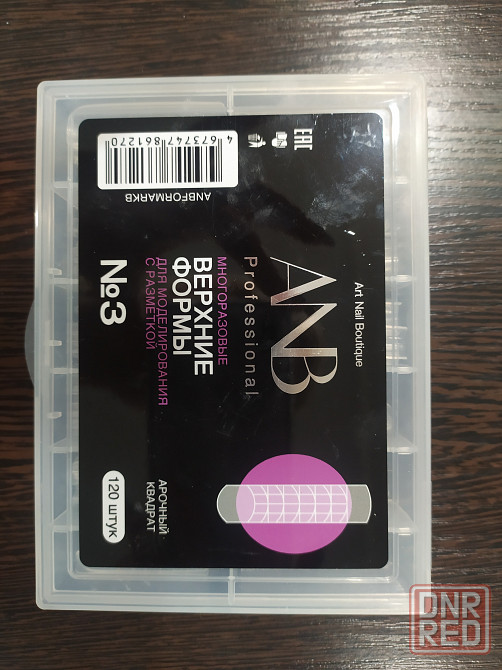 Art Nail Boutique
ANB
Professional
МНОГОРАЗОВЫЕ
ВЕРХНИЕ
ФОРМЫ
ДЛЯ МОДЕЛИРОВАНИЯ
С РАЗМЕТКОЙ
№3
АРОЧНЫЙ
КВАДРАТ
120 ШТУК
EAC
4673747861270
ANBFORMARKB
DNR
RED